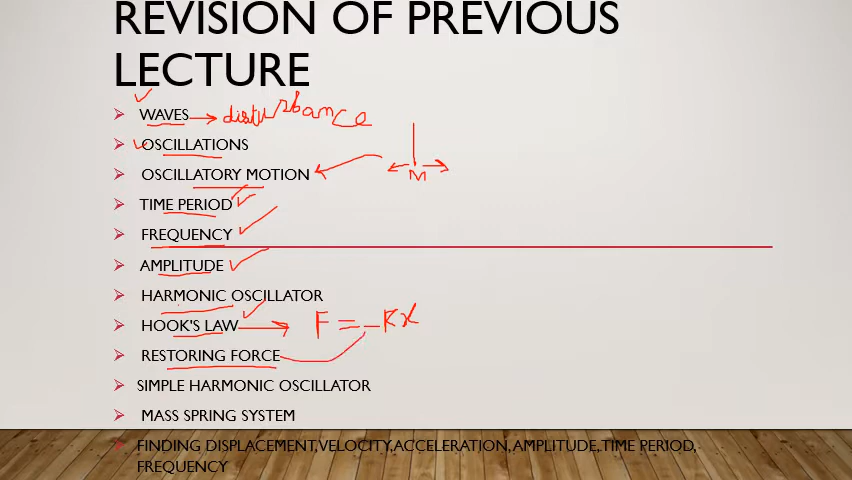 REVISION OF PREVIOUS
LECTURE
WAVES → disturbance
OSCILLATIONS
OSCILLATORY MOTION
M
TIME PERIOD
FREQUENCY
AMPLITUDE
HARMONIC OSCILLATOR
HOOK'S LAW → F = -Kx
RESTORING FORCE
SIMPLE HARMONIC OSCILLATOR
MASS SPRING SYSTEM
FINDING DISPLACEMENT,VELOCITY,ACCELERATION,AMPLITUDE,TIME PERIOD,
FREQUENCY